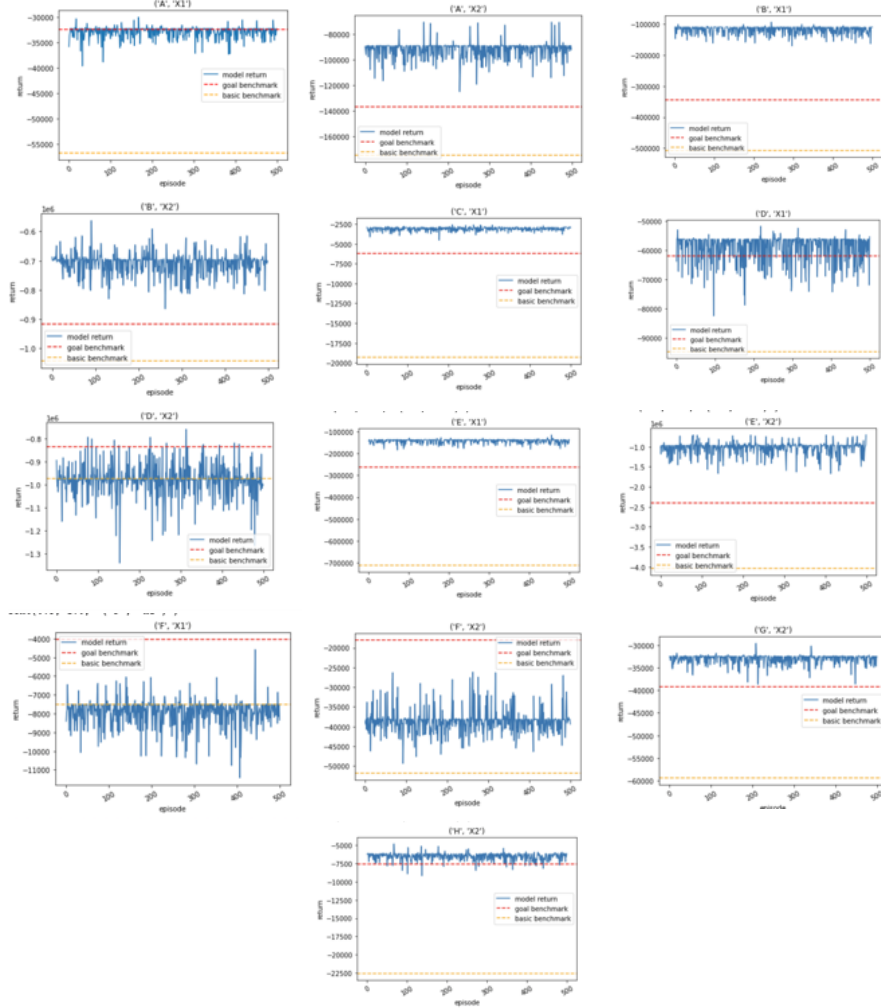 ('A', 'X1')
−30000
−35000
−40000
−45000
−50000
−55000
return
model return
goal benchmark
basic benchmark
0
100
200
300
400
500
episode
('A', 'X2')
−80000
−100000
−120000
−140000
−160000
return
model return
goal benchmark
basic benchmark
0
100
200
300
400
500
episode
('B', 'X1')
−100000
−200000
−300000
−400000
−500000
return
model return
goal benchmark
basic benchmark
0
100
200
300
400
500
episode
('B', 'X2')
1e6
−0.6
−0.7
−0.8
−0.9
−1.0
return
model return
goal benchmark
basic benchmark
0
100
200
300
400
500
episode
('C', 'X1')
−2500
−5000
−7500
−10000
−12500
−15000
−17500
−20000
return
model return
goal benchmark
basic benchmark
0
100
200
300
400
500
episode
('D', 'X1')
−50000
−60000
−70000
−80000
−90000
return
model return
goal benchmark
basic benchmark
0
100
200
300
400
500
episode
('D', 'X2')
1e6
−0.8
−0.9
−1.0
−1.1
−1.2
−1.3
return
model return
goal benchmark
basic benchmark
0
100
200
300
400
500
episode
('E', 'X1')
−100000
−200000
−300000
−400000
−500000
−600000
−700000
return
model return
goal benchmark
basic benchmark
0
100
200
300
400
500
episode
('E', 'X2')
1e6
−1.0
−1.5
−2.0
−2.5
−3.0
−3.5
−4.0
return
model return
goal benchmark
basic benchmark
0
100
200
300
400
500
episode
('F', 'X1')
−4000
−5000
−6000
−7000
−8000
−9000
−10000
−11000
return
model return
goal benchmark
basic benchmark
0
100
200
300
400
500
episode
('F', 'X2')
−20000
−25000
−30000
−35000
−40000
−45000
−50000
return
model return
goal benchmark
basic benchmark
0
100
200
300
400
500
episode
('G', 'X2')
−30000
−35000
−40000
−45000
−50000
−55000
−60000
return
model return
goal benchmark
basic benchmark
0
100
200
300
400
500
episode
('H', 'X2')
−5000
−7500
−10000
−12500
−15000
−17500
−20000
−22500
return
model return
goal benchmark
basic benchmark
0
100
200
300
400
500
episode